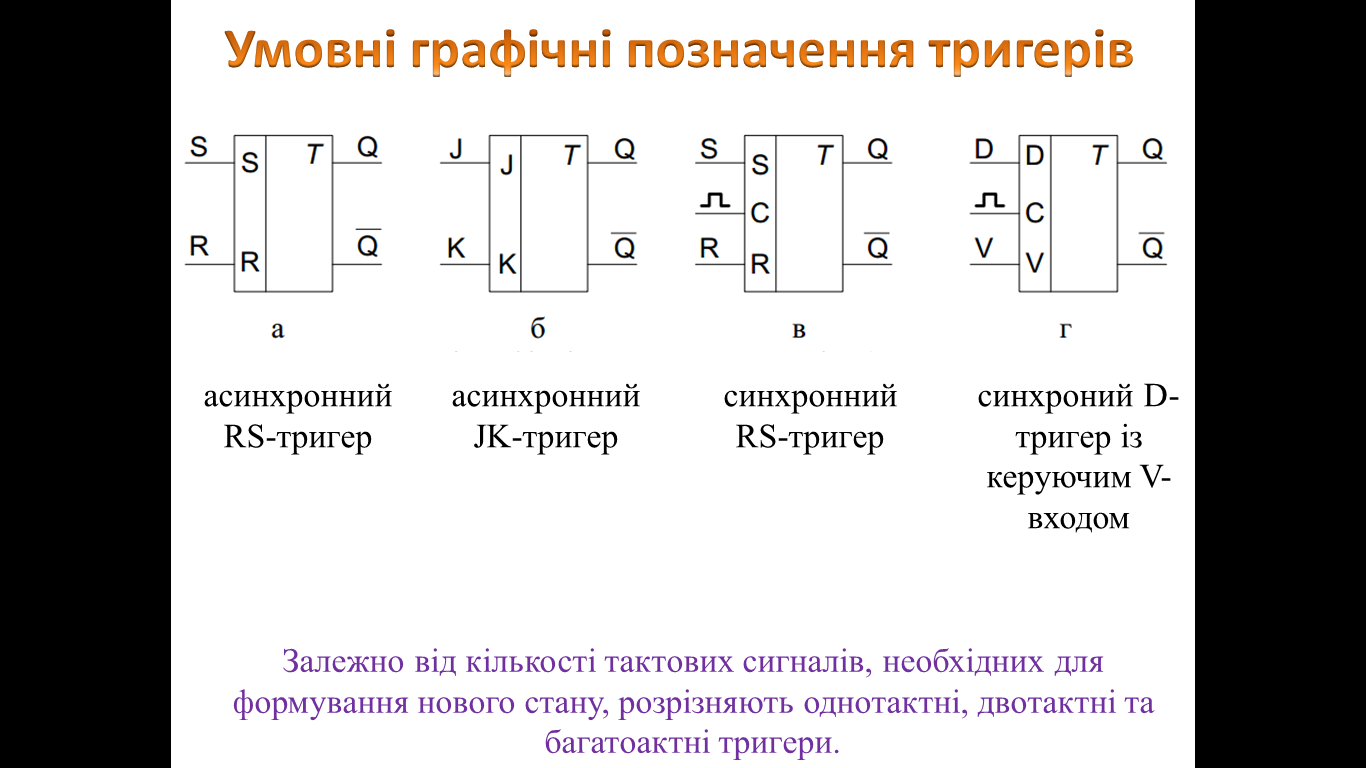 Умовні графічні позначення тригерів
S S T Q
R R Q
J J T Q
K K Q
S S T Q
C
R R Q
D D T Q
C
V V Q
а б в г
асинхронний
RS-тригер
асинхронний
JK-тригер
синхронний
RS-тригер
синхроний D-
тригер із
керуючим V-
входом
Залежно від кількості тактових сигналів, необхідних для
формування нового стану, розрізняють однотактні, двотактні та
багатоактні тригери.